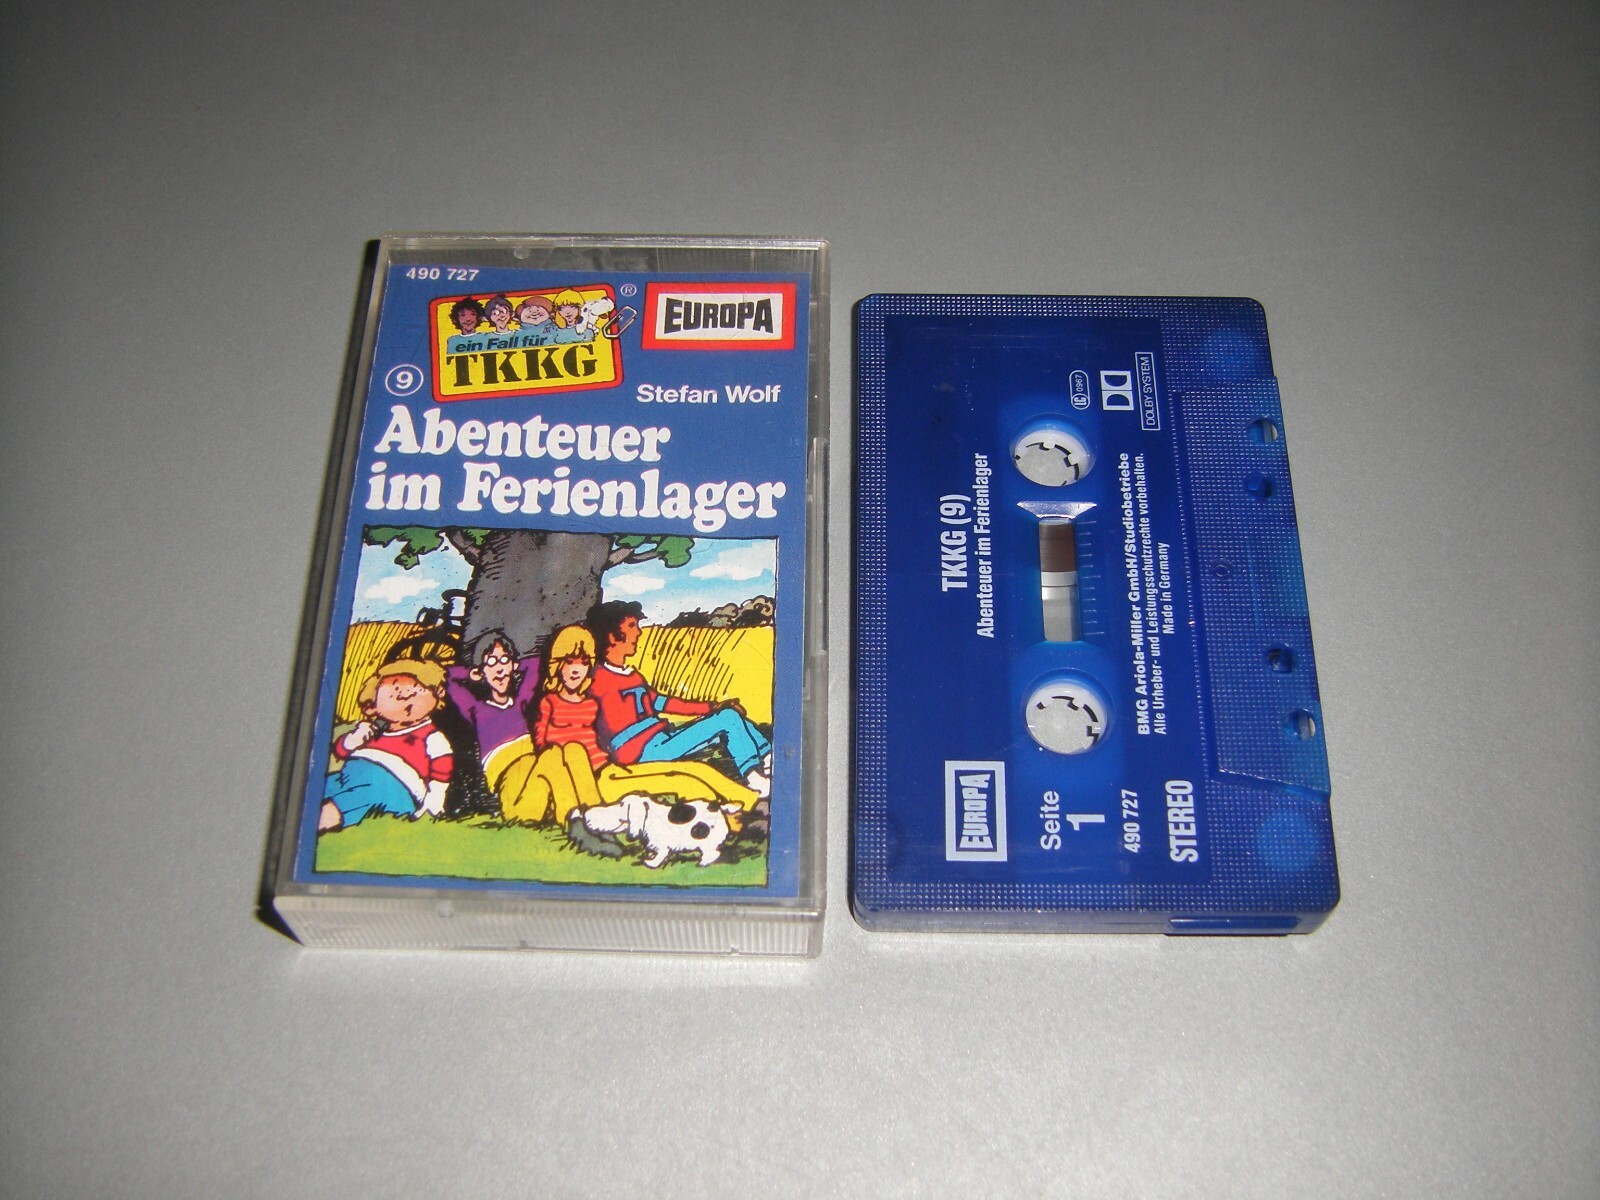 490 727
ein Fall für
TKKG
®
EUROPA
9
Stefan Wolf
Abenteuer
im Ferienlager
T
TKKG (9)
Abenteuer im Ferienlager
LC 0967
DOLBY SYSTEM
EUROPA
Seite
1
490 727
STEREO
BMG Ariola-Miller GmbH/Studiobetriebe
Alle Urheber- und Leistungsschutzrechte vorbehalten.
Made in Germany